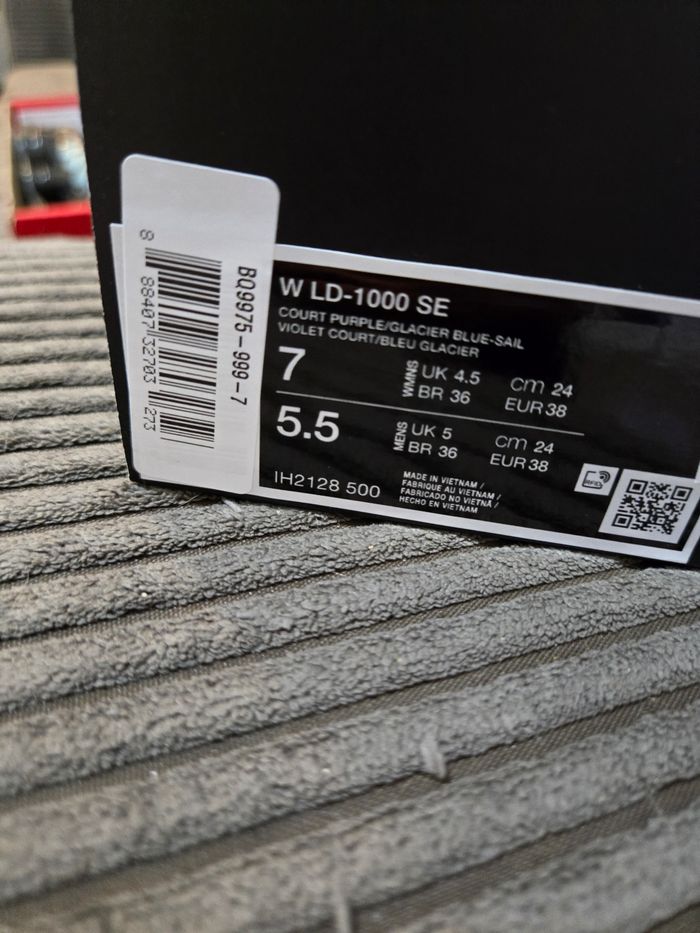 BQ9975-999-7
8 88407 32703 273
W LD-1000 SE
COURT PURPLE/GLACIER BLUE-SAIL
VIOLET COURT/BLEU GLACIER
7 WMNS UK 4.5 cm 24
BR 36 EUR 38
5.5 MENS UK 5 cm 24
BR 36 EUR 38
IH2128 500
MADE IN VIETNAM /
FABRIQUE AU VIETNAM /
FABRICADO NO VIETNÃ /
HECHO EN VIETNAM
RFID